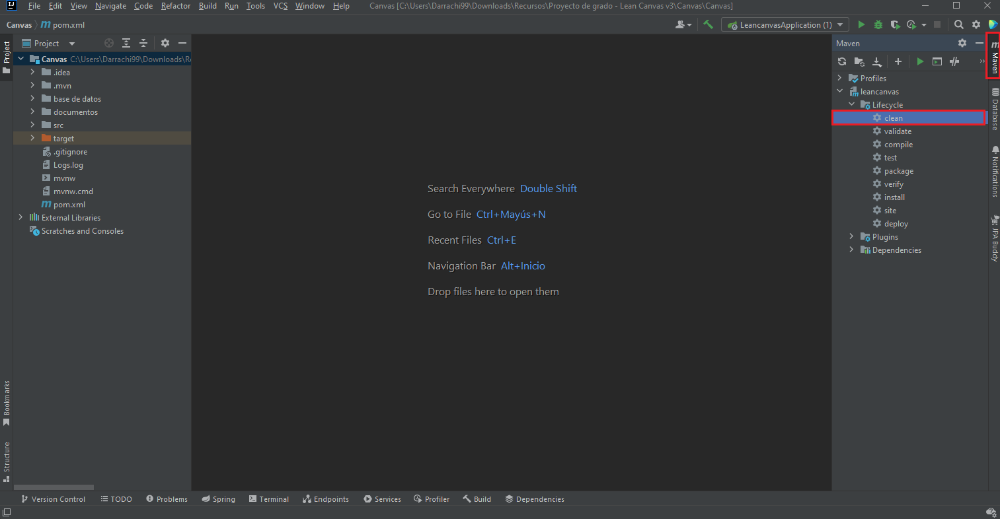 File Edit View Navigate Code Refactor Build Run Tools VCS Window Help Canvas [C:\Users\Darrachi99\Downloads\Recursos\Proyecto de grado - Lean Canvas v3\Canvas\Canvas]
Canvas pom.xml
LeancanvasApplication (1)
Project
Project
Canvas C:\Users\Darrachi99\Downloads\Re
.idea
.mvn
base de datos
documentos
src
target
.gitignore
Logs.log
mvnw
mvnw.cmd
pom.xml
External Libraries
Scratches and Consoles
Bookmarks
Structure
Search Everywhere Double Shift
Go to File Ctrl+Mayús+N
Recent Files Ctrl+E
Navigation Bar Alt+Inicio
Drop files here to open them
Maven
Profiles
leancanvas
Lifecycle
clean
validate
compile
test
package
verify
install
site
deploy
Plugins
Dependencies
Maven
Database
Notifications
JPA Buddy
Version Control TODO Problems Spring Terminal Endpoints Services Profiler Build Dependencies